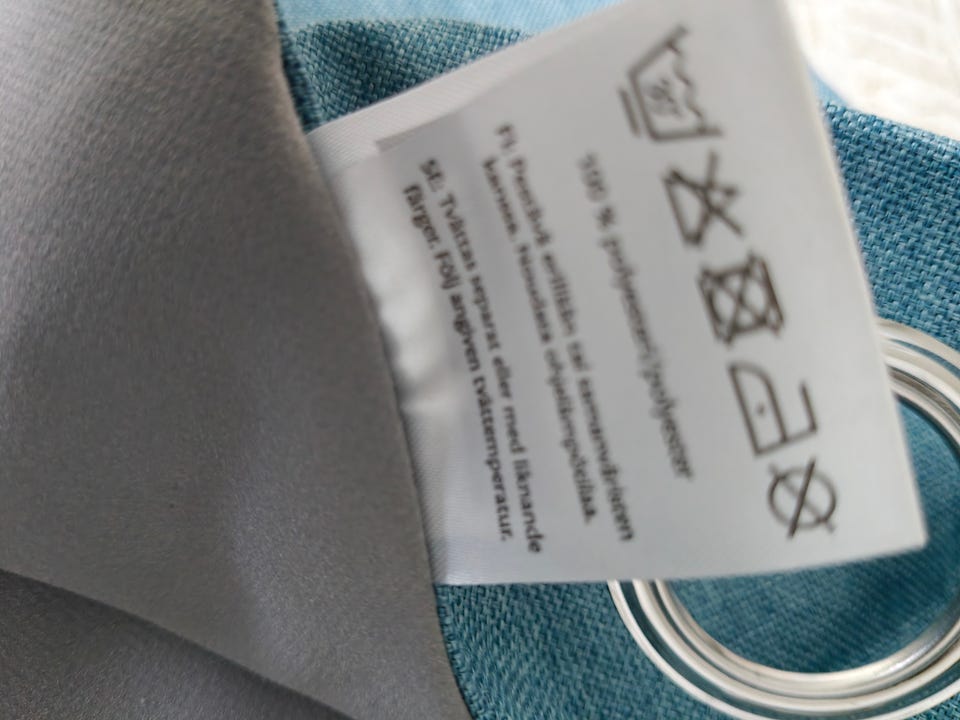 100 % polyesteri/polyester
FI: Pestävä erillään tai samanväristen
kanssa. Noudata ohjelämpötilaa.
SE: Tvättas separat eller med liknande
färger. Följ angiven tvättemperatur.